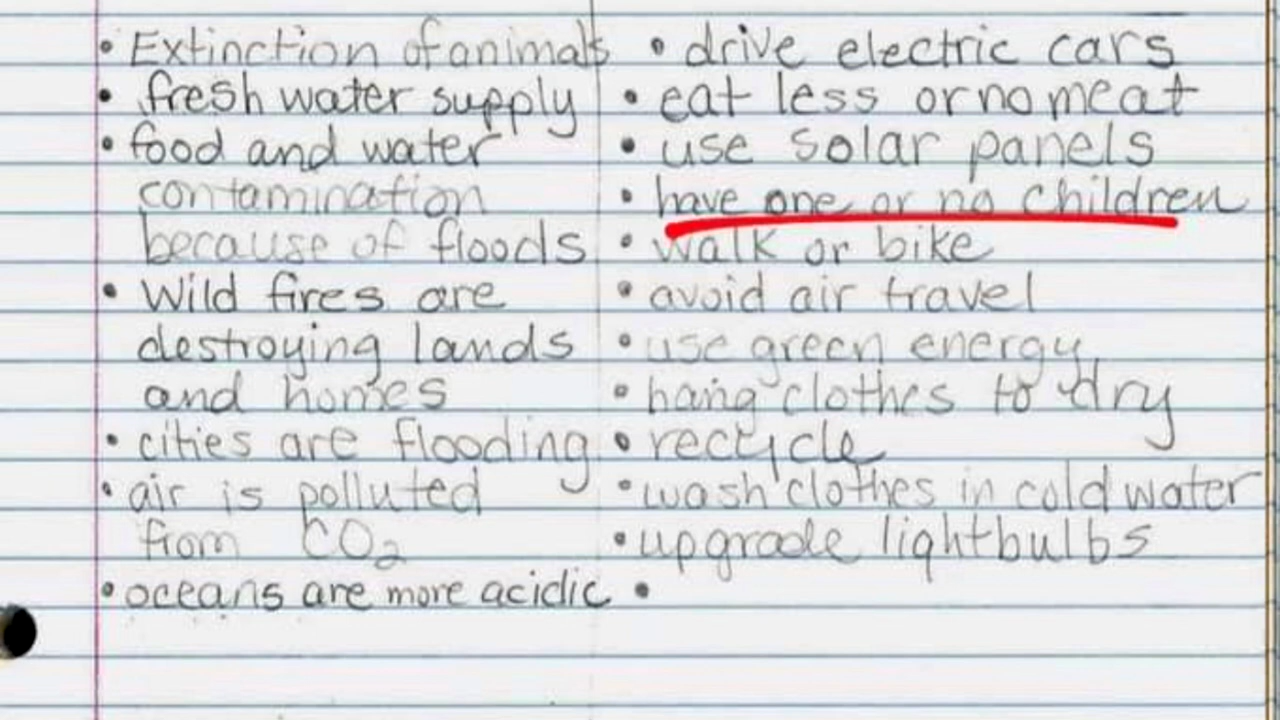 • Extinction of animals
• fresh water supply
• food and water
contamination
because of floods
• Wild fires are
destroying lands
and homes
• cities are flooding
• air is polluted
from CO₂
• oceans are more acidic
• drive electric cars
• eat less or no meat
• use solar panels
• have one or no children
• walk or bike
• avoid air travel
• use green energy
• hang clothes to dry
• recycle
• wash clothes in cold water
• upgrade lightbulbs
•